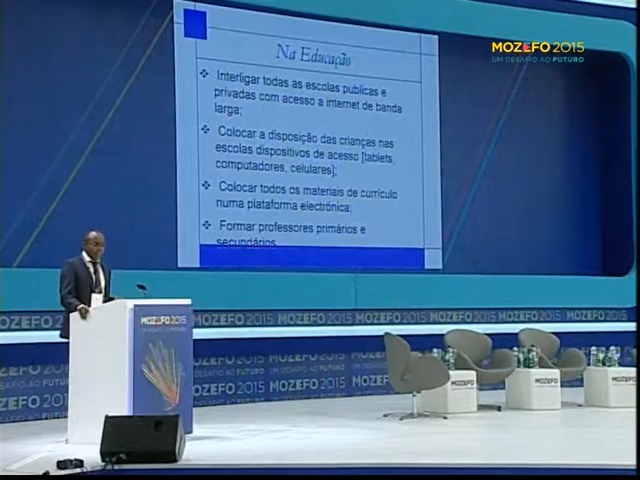 MOZEFO 2015
UM DESAFIO AO FUTURO
Na Educação
Interligar todas as escolas publicas e
privadas com acesso a internet de banda
larga;
Colocar a disposição das crianças nas
escolas dispositivos de acesso [tablets,
computadores, celulares];
Colocar todos os materiais de currículo
numa plataforma electrónica;
Formar professores primários e
secundários
MOZEFO 2015 MOZEFO 2015 MOZEFO 2015 MOZEFO 2015
MOZEFO 2015
MOZEFO 2015 MOZEFO 2015